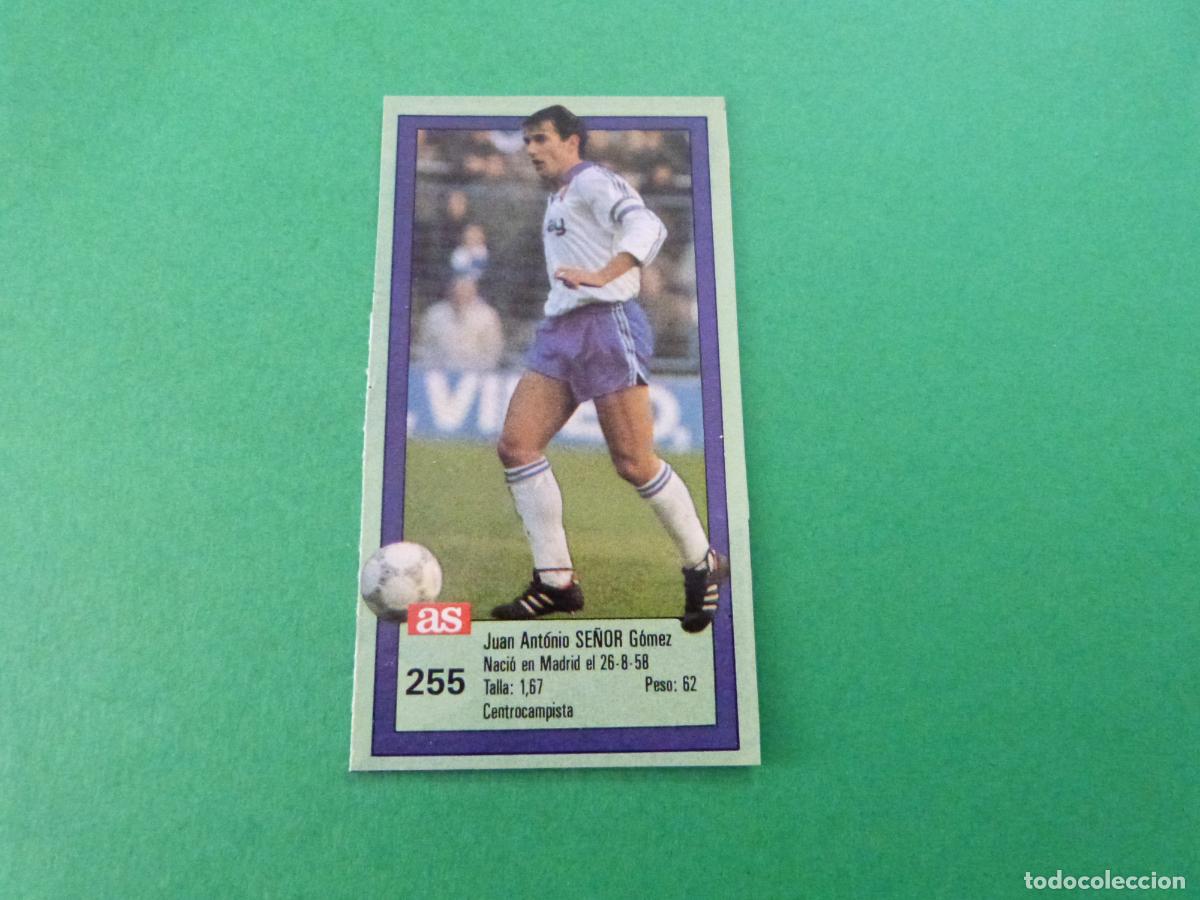 as
Juan António SEÑOR Gómez
Nació en Madrid el 26-8-58
255
Talla: 1,67 Peso: 62
Centrocampista
todocoleccion